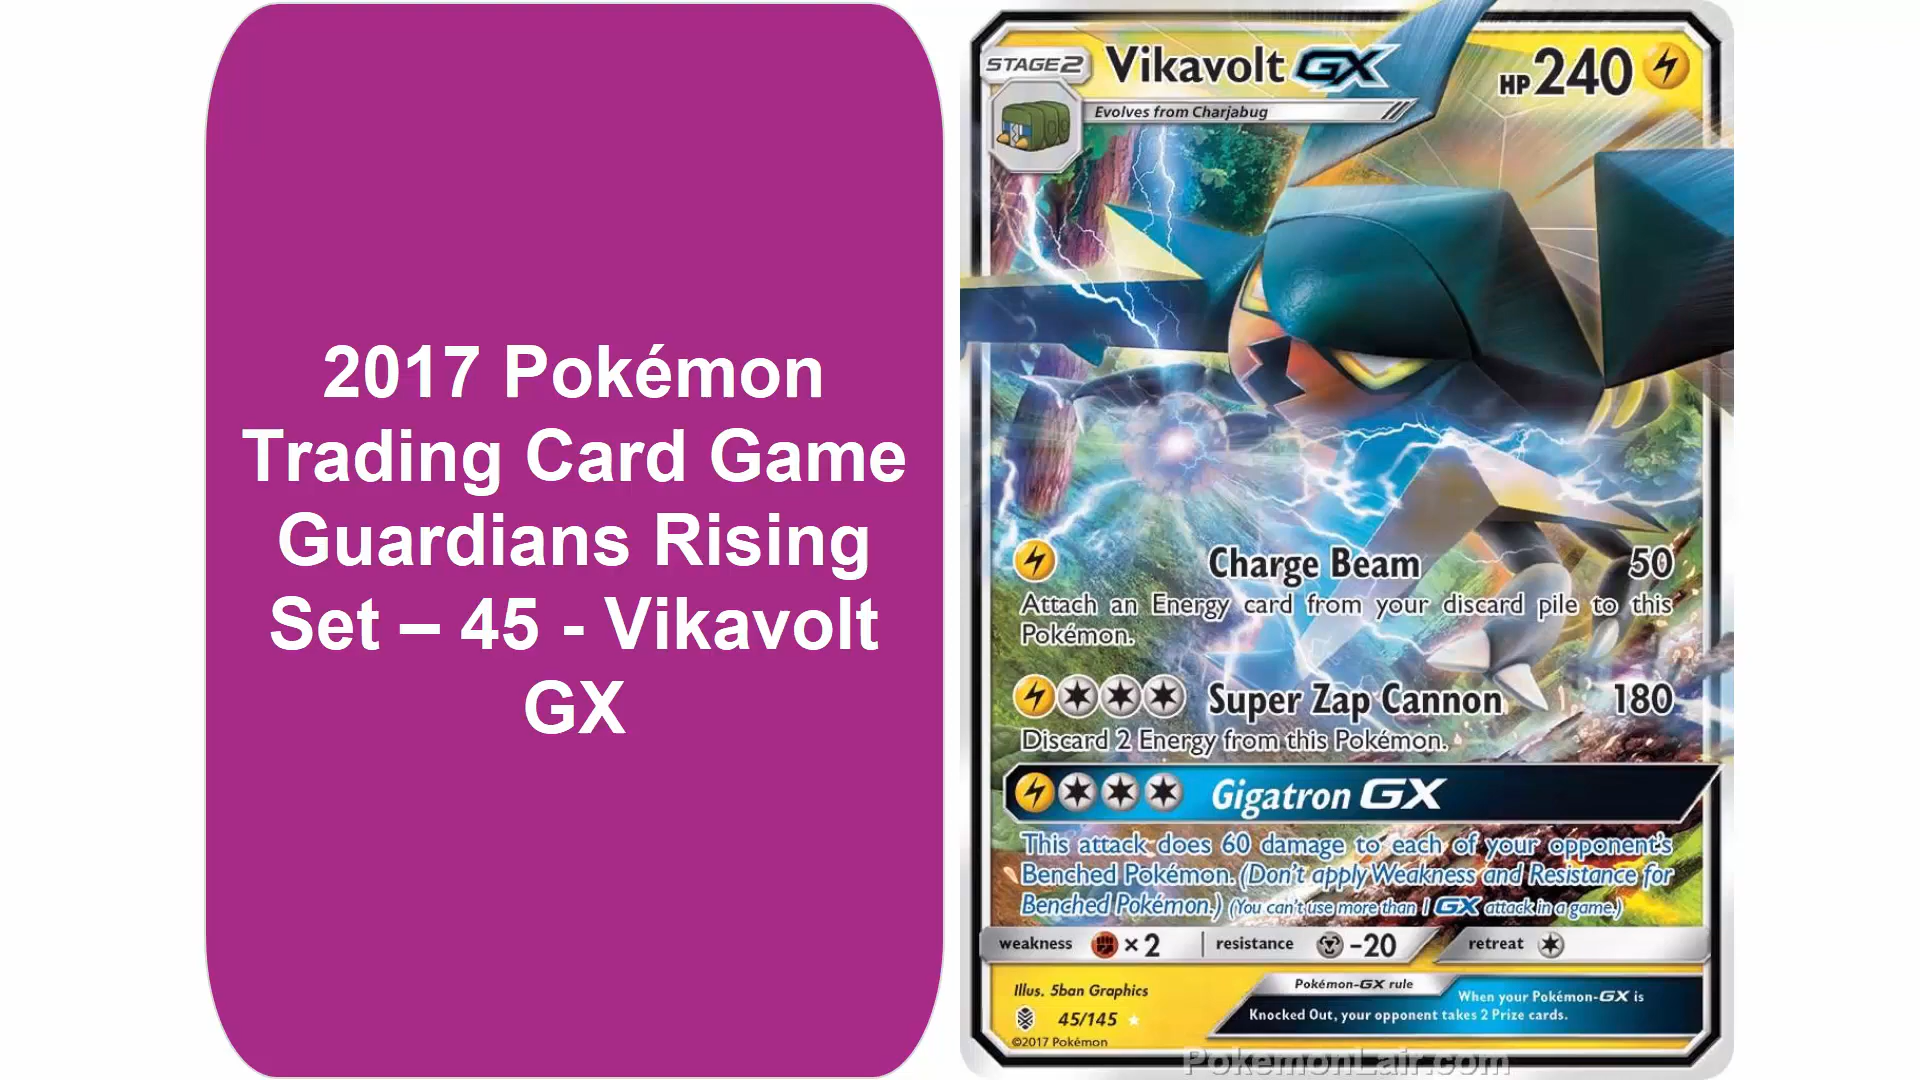 2017 Pokémon
Trading Card Game
Guardians Rising
Set – 45 - Vikavolt
GX
STAGE2
Vikavolt GX
HP 240
Evolves from Charjabug
Charge Beam 50
Attach an Energy card from your discard pile to this
Pokémon.
Super Zap Cannon 180
Discard 2 Energy from this Pokémon.
Gigatron GX
This attack does 60 damage to each of your opponent's
Benched Pokémon. (Don't apply Weakness and Resistance for
Benched Pokémon.) (You can't use more than 1 GX attack in a game.)
weakness × 2 resistance -20 retreat
Illus. 5ban Graphics
45/145
©2017 Pokémon
Pokémon-GX rule
When your Pokémon-GX is
Knocked Out, your opponent takes 2 Prize cards.
PokemonLair.com